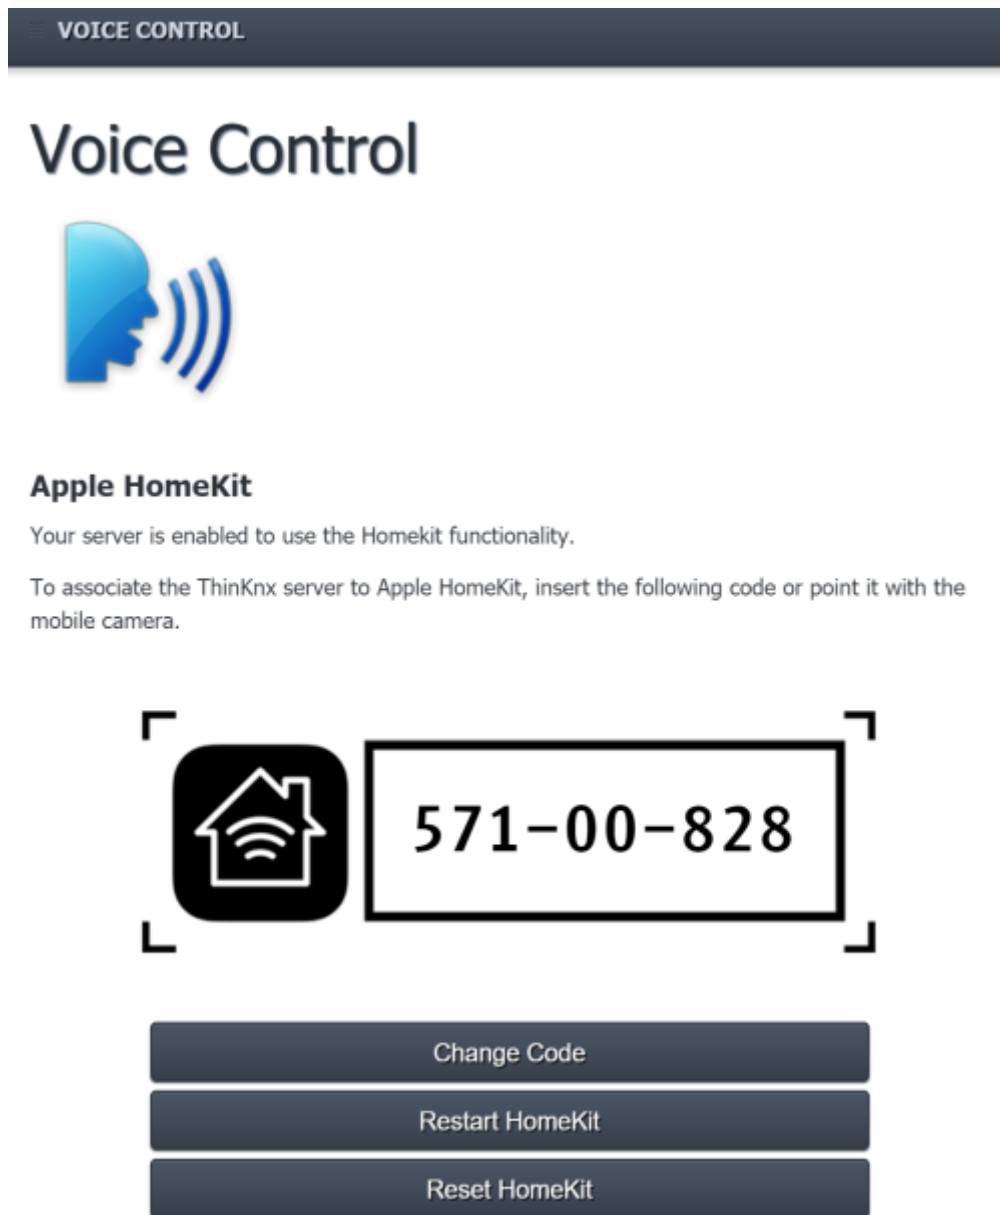 VOICE CONTROL
Voice Control
Apple HomeKit
Your server is enabled to use the Homekit functionality.
To associate the ThinKnx server to Apple HomeKit, insert the following code or point it with the
mobile camera.
571-00-828
Change Code
Restart HomeKit
Reset HomeKit